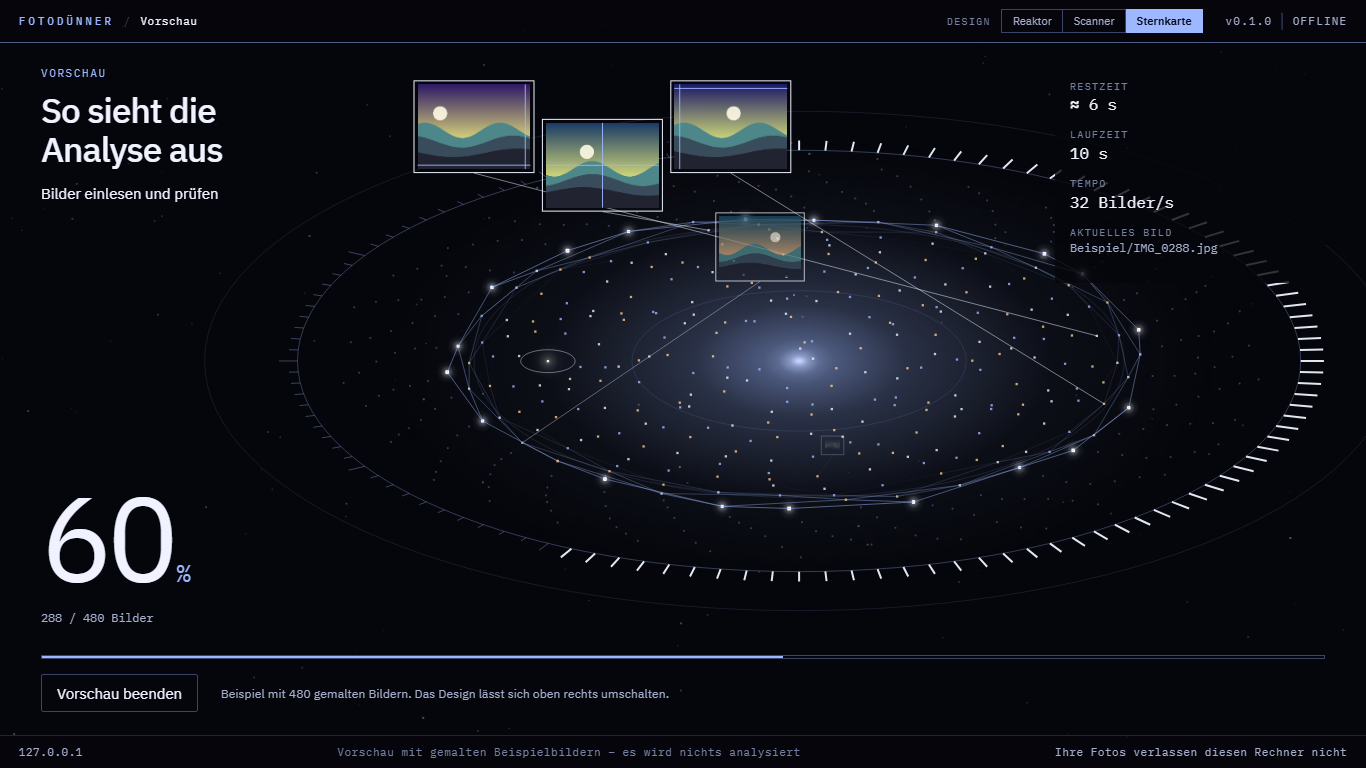 FOTODÜNNER / Vorschau
DESIGN Reaktor Scanner Sternkarte v0.1.0 OFFLINE
VORSCHAU
So sieht die
Analyse aus
Bilder einlesen und prüfen
RESTZEIT
≈ 6 s
LAUFZEIT
10 s
TEMPO
32 Bilder/s
AKTUELLES BILD
Beispiel/IMG_0288.jpg
60%
288 / 480 Bilder
Vorschau beenden
Beispiel mit 480 gemalten Bildern. Das Design lässt sich oben rechts umschalten.
127.0.0.1
Vorschau mit gemalten Beispielbildern – es wird nichts analysiert
Ihre Fotos verlassen diesen Rechner nicht